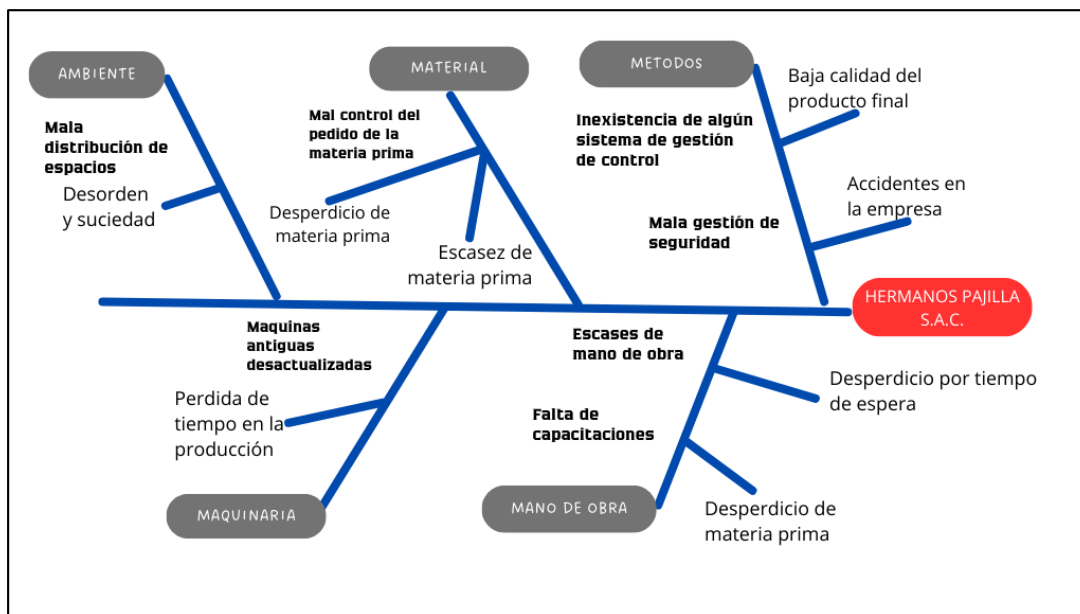 AMBIENTE
Mala
distribución de
espacios
Desorden
y suciedad
MATERIAL
Mal control del
pedido de la
materia prima
Desperdicio de
materia prima
Escasez de
materia prima
METODOS
Inexistencia de algún
sistema de gestión
de control
Baja calidad del
producto final
Mala gestión de
seguridad
Accidentes en
la empresa
HERMANOS PAJILLA
S.A.C.
Maquinas
antiguas
desactualizadas
Perdida de
tiempo en la
producción
MAQUINARIA
Escases de
mano de obra
Desperdicio por tiempo
de espera
Falta de
capacitaciones
Desperdicio de
materia prima
MANO DE OBRA